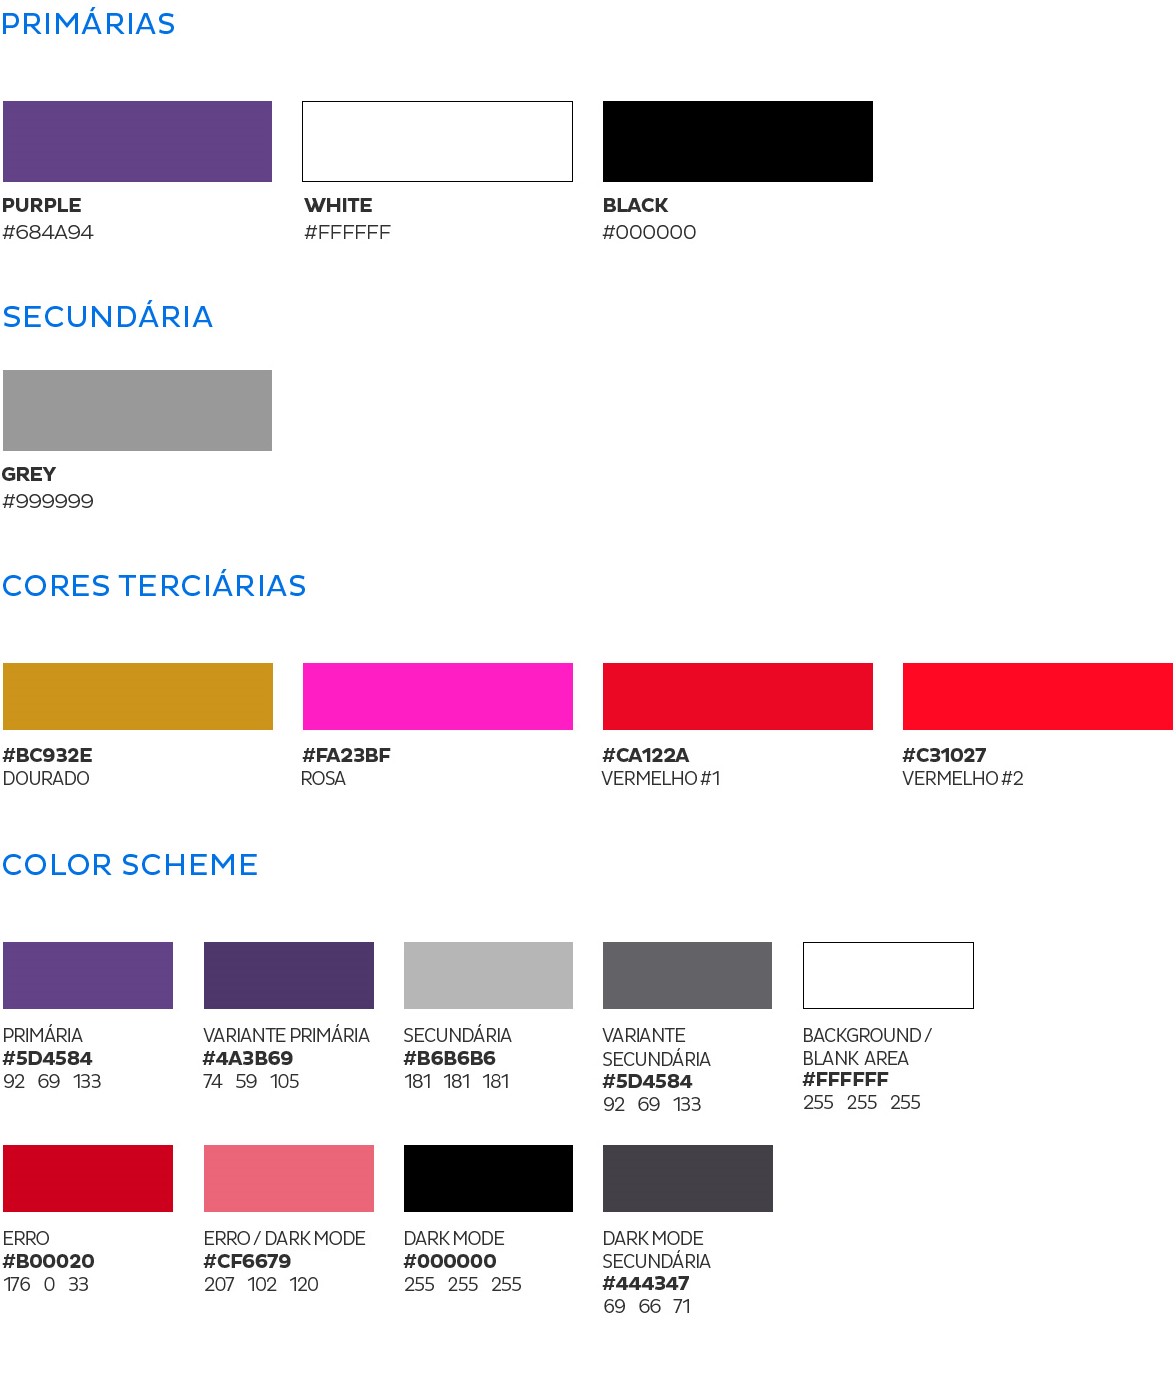 PRIMÁRIAS
PURPLE
#684A94
WHITE
#FFFFFF
BLACK
#000000
SECUNDÁRIA
GREY
#999999
CORES TERCIÁRIAS
#BC932E
DOURADO
#FA23BF
ROSA
#CA122A
VERMELHO #1
#C31027
VERMELHO #2
COLOR SCHEME
PRIMÁRIA
#5D4584
92 69 133
VARIANTE PRIMÁRIA
#4A3B69
74 59 105
SECUNDÁRIA
#B6B6B6
181 181 181
VARIANTE
SECUNDÁRIA
#5D4584
92 69 133
BACKGROUND /
BLANK AREA
#FFFFFF
255 255 255
ERRO
#B00020
176 0 33
ERRO / DARK MODE
#CF6679
207 102 120
DARK MODE
#000000
255 255 255
DARK MODE
SECUNDÁRIA
#444347
69 66 71